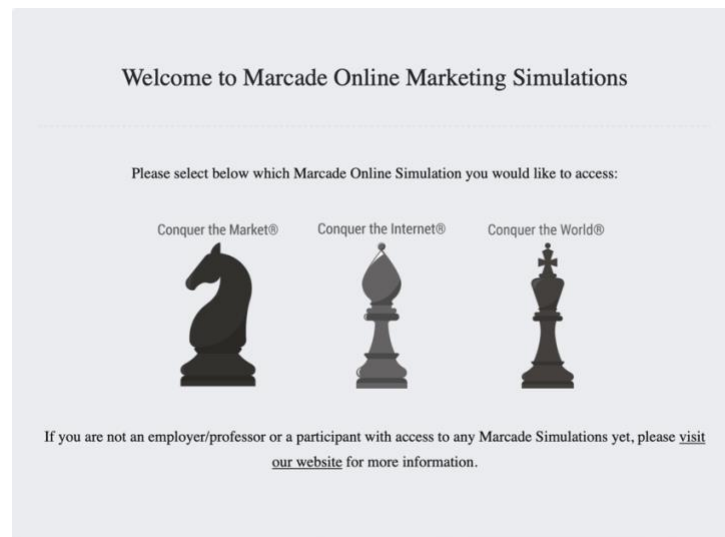 Welcome to Marcade Online Marketing Simulations
Please select below which Marcade Online Simulation you would like to access:
Conquer the Market® Conquer the Internet® Conquer the World®
If you are not an employer/professor or a participant with access to any Marcade Simulations yet, please visit
our website for more information.